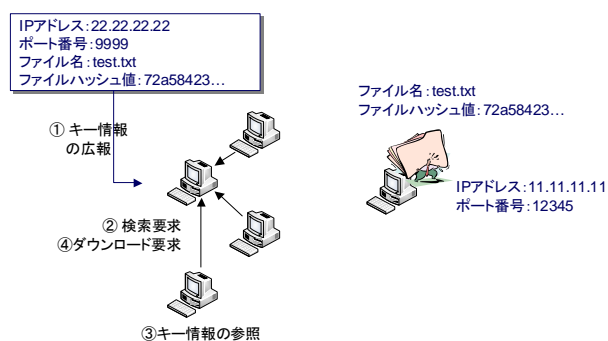 IPアドレス:22.22.22.22
ポート番号:9999
ファイル名:test.txt
ファイルハッシュ値:72a58423…
① キー情報
の広報
② 検索要求
④ダウンロード要求
③キー情報の参照
ファイル名:test.txt
ファイルハッシュ値:72a58423…
IPアドレス:11.11.11.11
ポート番号:12345